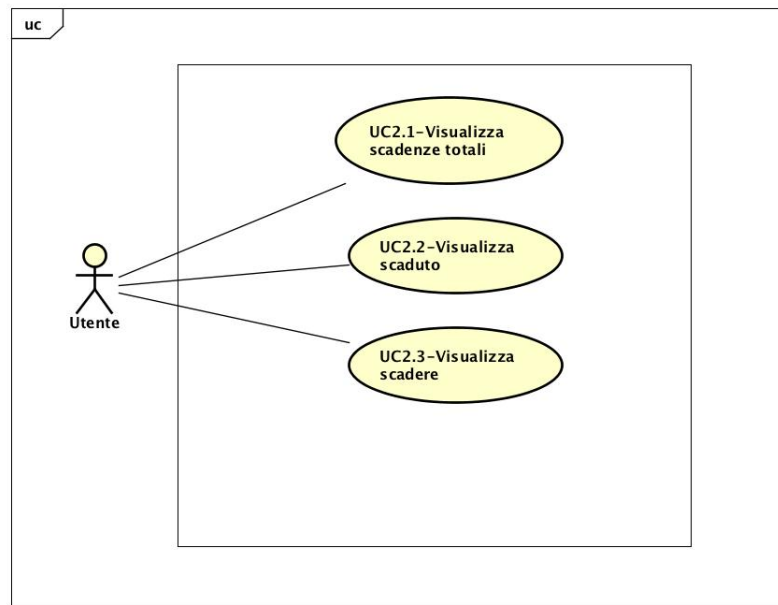 uc
UC2.1-Visualizza
scadenze totali
UC2.2-Visualizza
scaduto
Utente
UC2.3-Visualizza
scadere